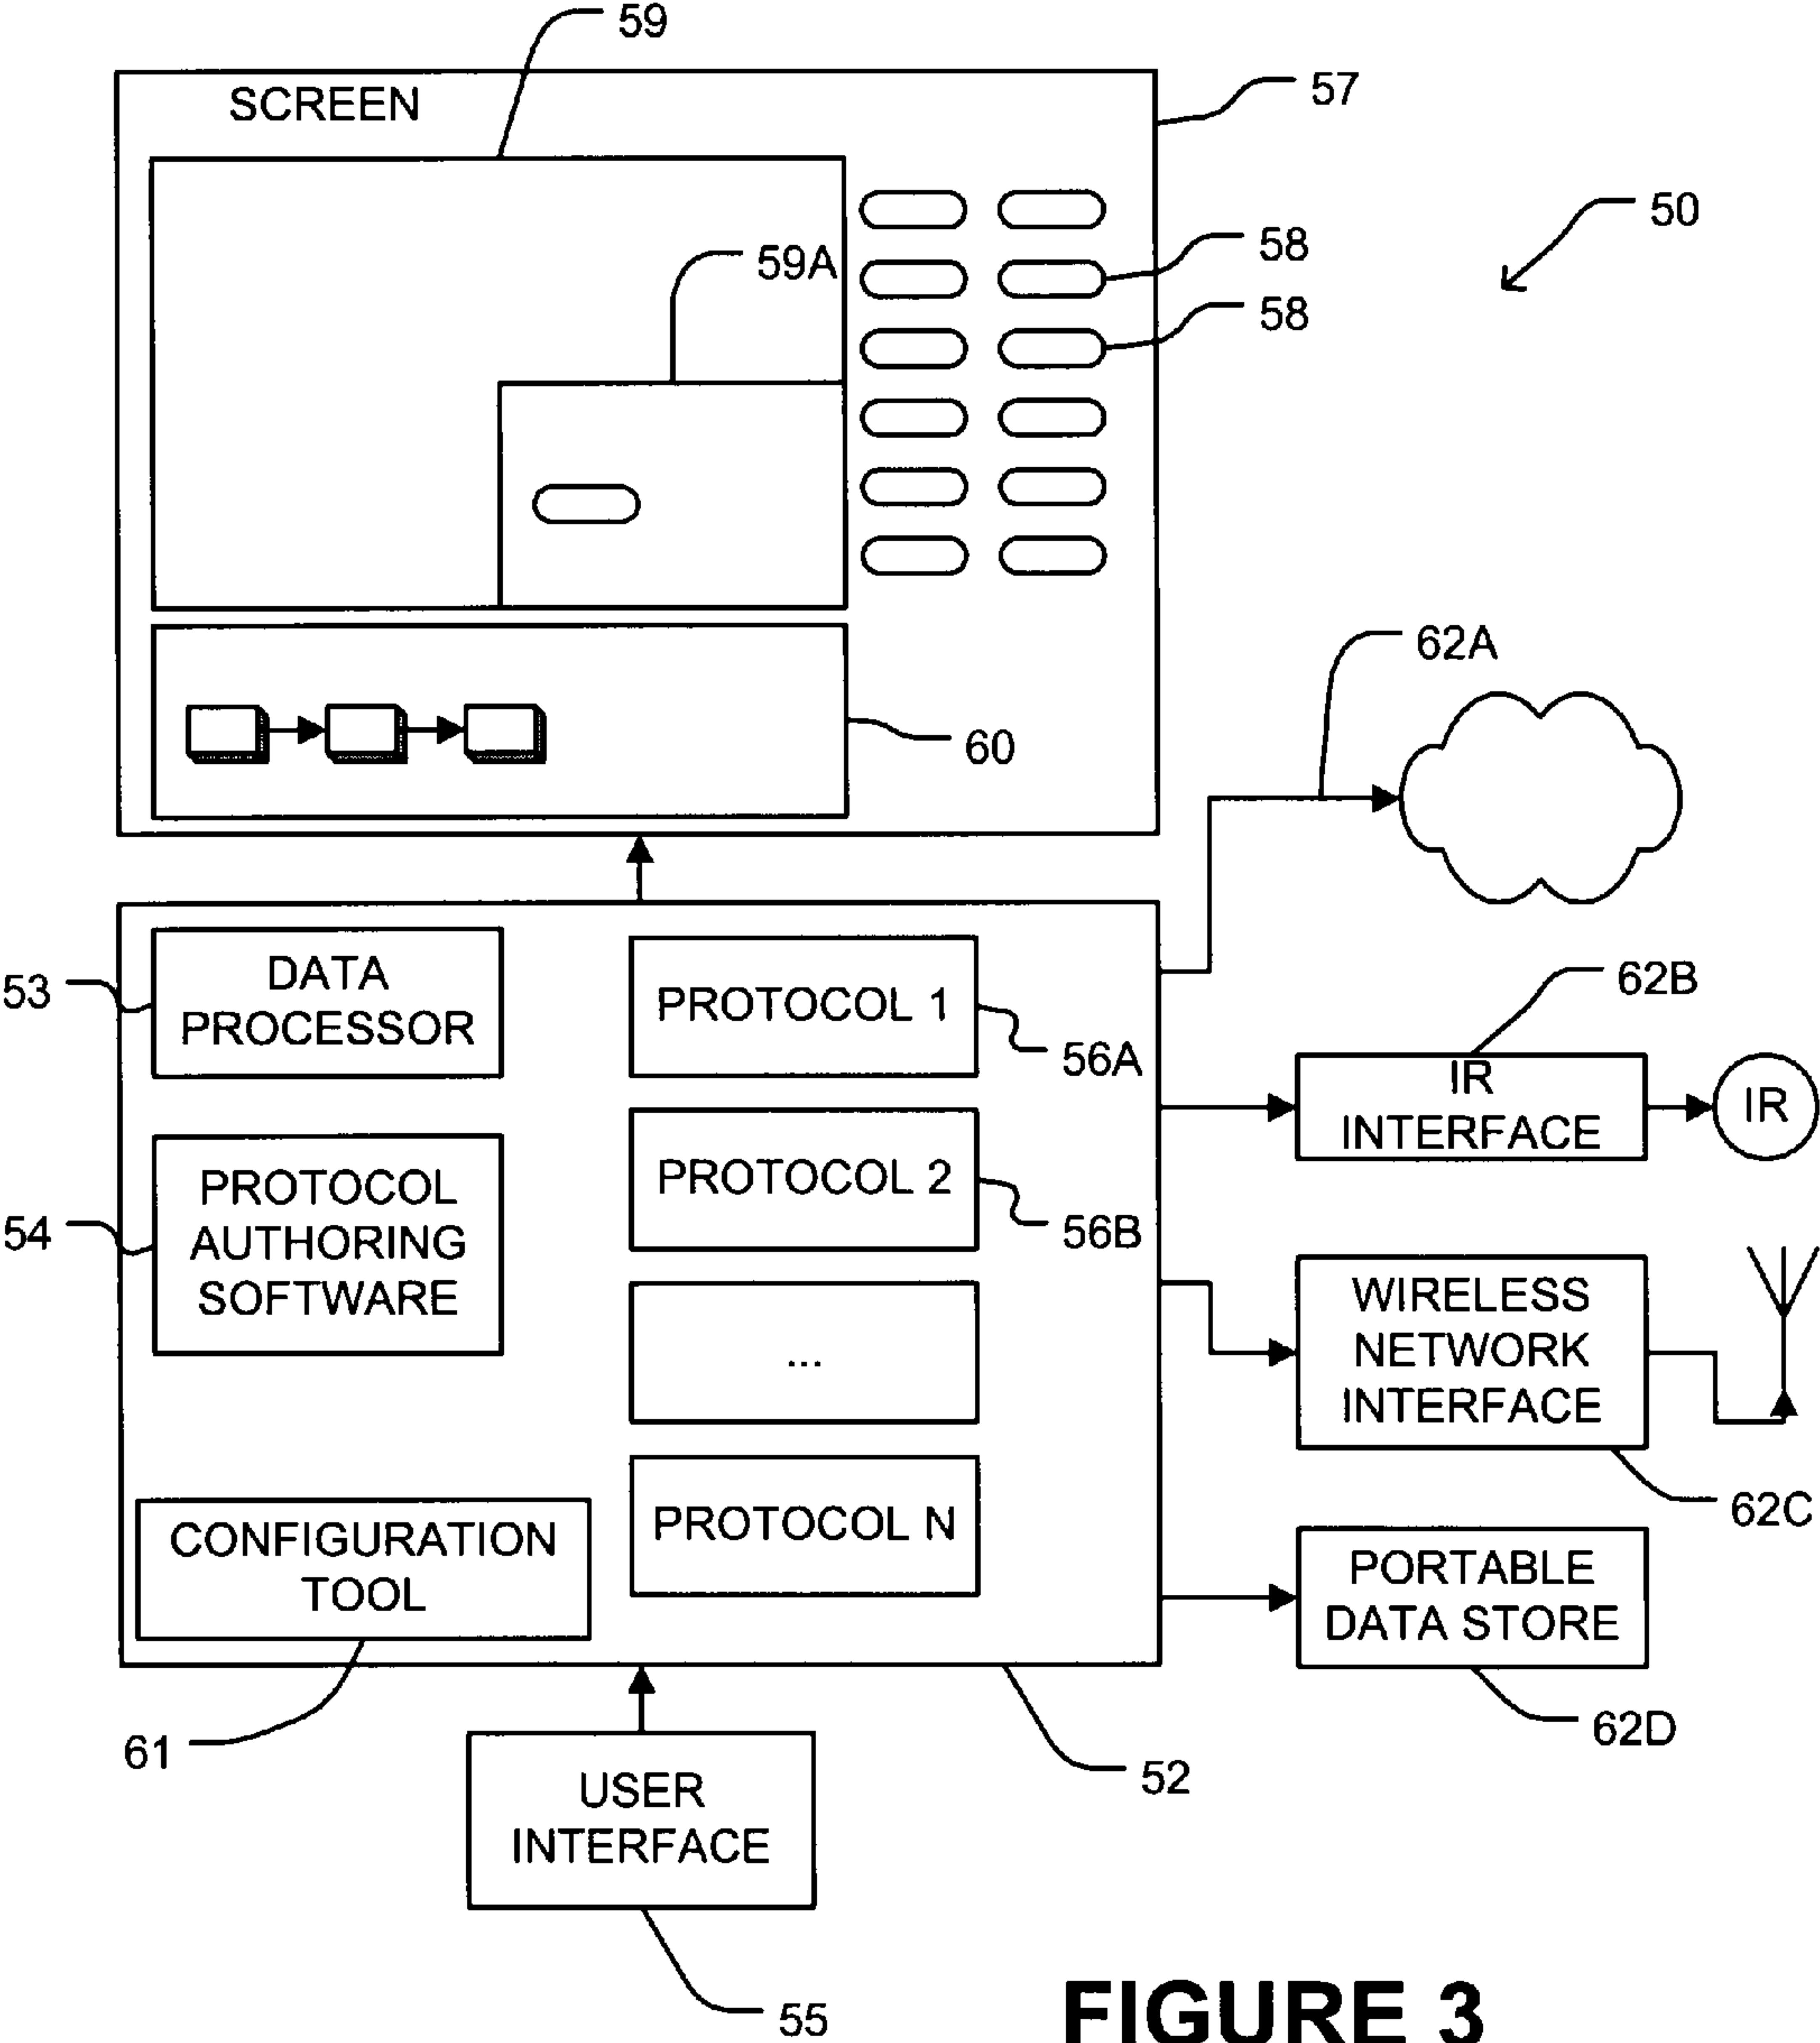 59
SCREEN
57
50
59A
58
58
62A
60
DATA
PROCESSOR
53
PROTOCOL 1
56A
62B
IR
INTERFACE
IR
PROTOCOL
AUTHORING
SOFTWARE
54
PROTOCOL 2
56B
WIRELESS
NETWORK
INTERFACE
...
62C
CONFIGURATION
TOOL
PROTOCOL N
PORTABLE
DATA STORE
61
62D
52
USER
INTERFACE
55
FIGURE 3